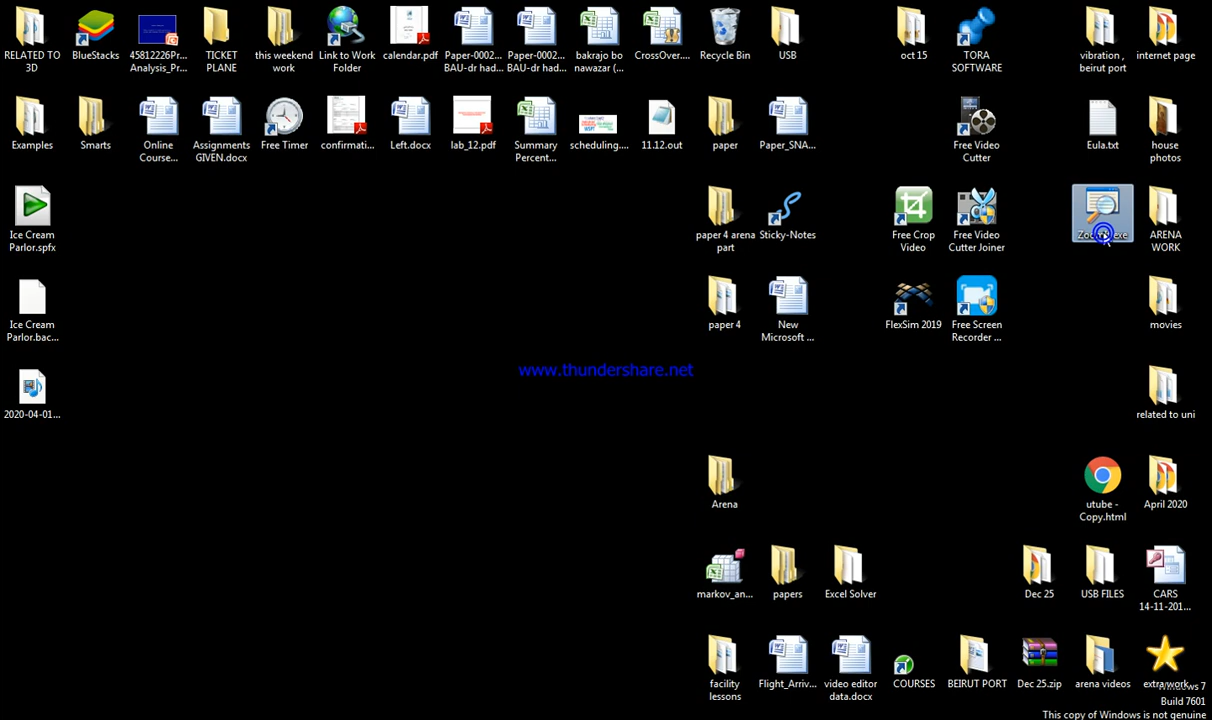 RELATED TO
3D
BlueStacks
45812226Pr...
Analysis_Pr...
TICKET
PLANE
this weekend
work
Link to Work
Folder
calendar.pdf
Paper-0002...
BAU-dr had...
Paper-0002...
BAU-dr had...
bakrajo bo
nawazar (...
CrossOver....
Recycle Bin
USB
oct 15
TORA
SOFTWARE
vibration ,
beirut port
internet page
Examples
Smarts
Online
Course...
Assignments
GIVEN.docx
Free Timer
confirmati...
Left.docx
lab_12.pdf
Summary
Percent...
scheduling....
11.12.out
paper
Paper_SNA...
Free Video
Cutter
Eula.txt
house
photos
Ice Cream
Parlor.spfx
paper 4 arena
part
Sticky-Notes
Free Crop
Video
Free Video
Cutter Joiner
ARENA
WORK
Ice Cream
Parlor.bac...
paper 4
New
Microsoft ...
FlexSim 2019
Free Screen
Recorder ...
movies
www.thundershare.net
2020-04-01...
related to uni
Arena
utube -
Copy.html
April 2020
markov_an...
papers
Excel Solver
Dec 25
USB FILES
CARS
14-11-201...
facility
lessons
Flight_Arriv...
video editor
data.docx
COURSES
BEIRUT PORT
Dec 25.zip
arena videos
extra work
Windows 7
Build 7601
This copy of Windows is not genuine